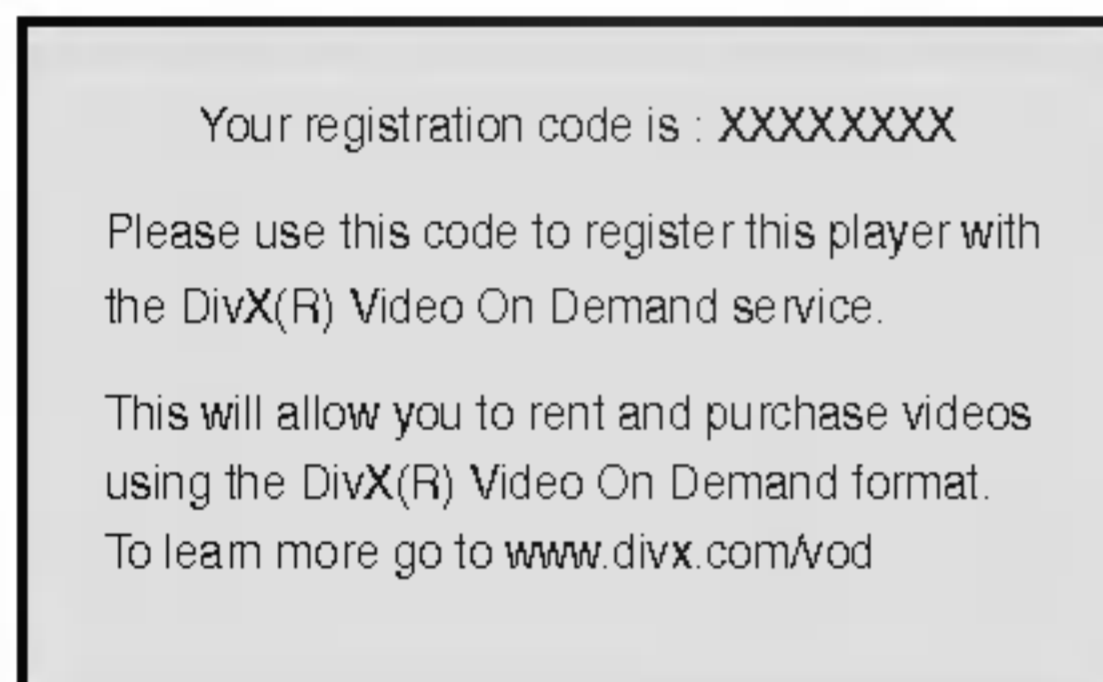 Your registration code is : XXXXXXXX
Please use this code to register this player with
the DivX(R) Video On Demand service.
This will allow you to rent and purchase videos
using the DivX(R) Video On Demand format.
To learn more go to www.divx.com/vod